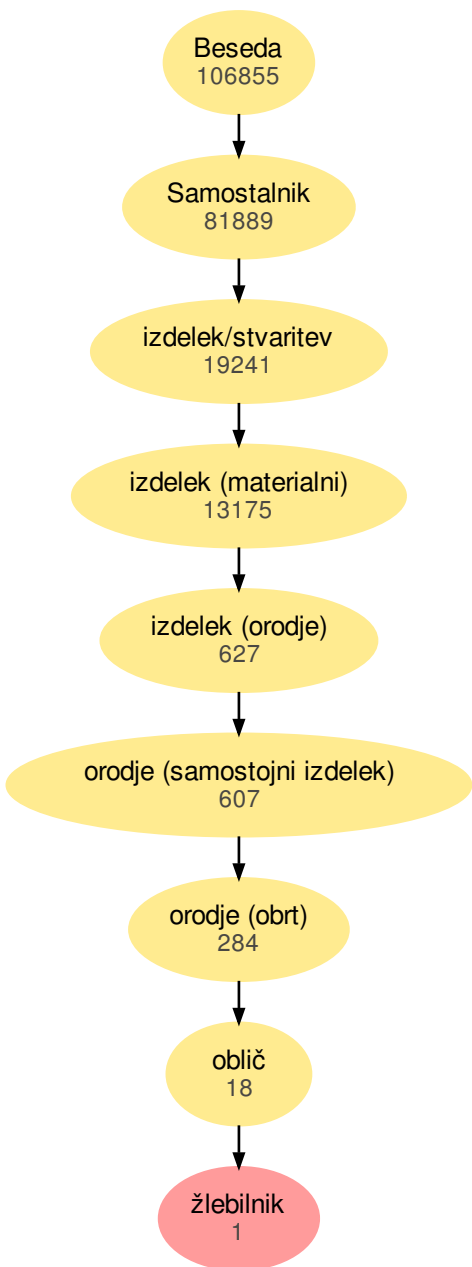 Beseda
106855
Samostalnik
81889
izdelek/stvaritev
19241
izdelek (materialni)
13175
izdelek (orodje)
627
orodje (samostojni izdelek)
607
orodje (obrt)
284
oblič
18
žlebilnik
1